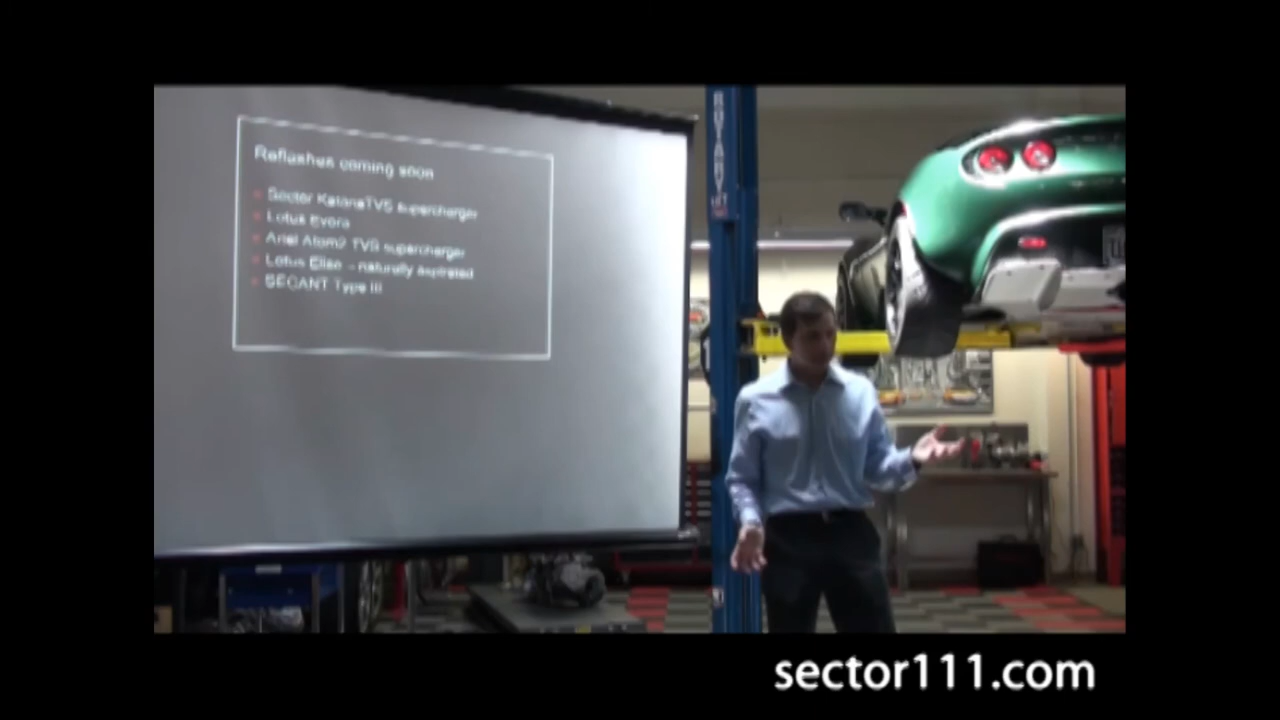 Reflashes coming soon
Sector KatanaTVS supercharger
Lotus Evora
Ariel Atom2 TVS supercharger
Lotus Elise - naturally aspirated
SECANT Type III
ROTARY
LIFT
sector111.com